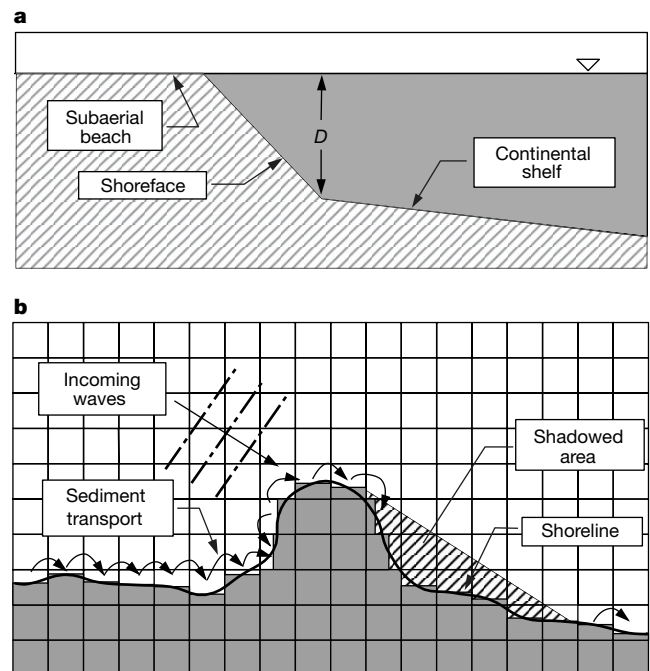 a
Subaerial
beach
Shoreface
D
Continental
shelf
b
Incoming
waves
Shadowed
area
Sediment
transport
Shoreline